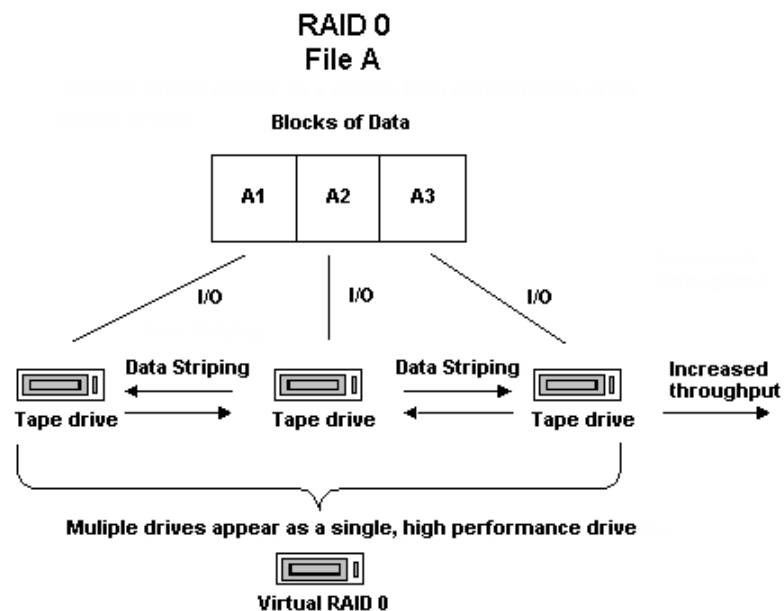 RAID 0
File A
Blocks of Data
A1 A2 A3
I/O I/O I/O
Data Striping Data Striping Increased
throughput
Tape drive Tape drive Tape drive
Muliple drives appear as a single, high performance drive
Virtual RAID 0